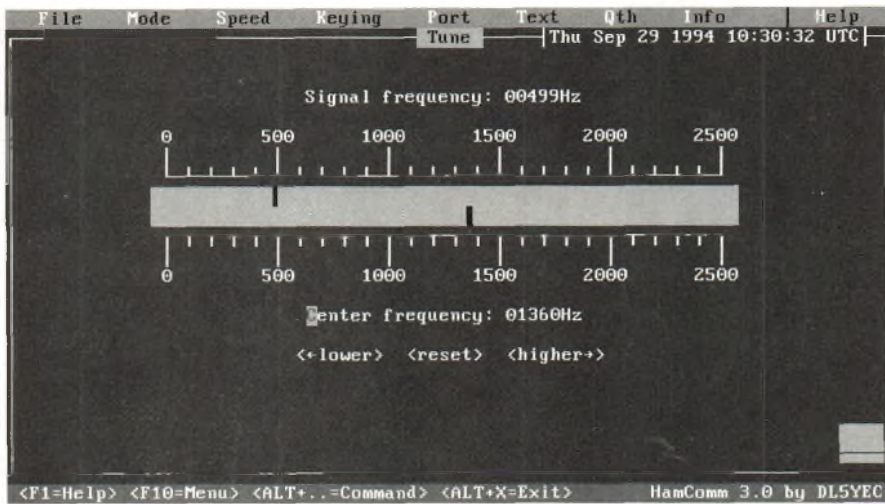 File Mode Speed Keying Port Text Qth Info Help
Tune Thu Sep 29 1994 10:30:32 UTC
Signal frequency: 00499Hz
0 500 1000 1500 2000 2500
0 500 1000 1500 2000 2500
Center frequency: 01360Hz
<←lower> <reset> <higher→>
<F1=Help> <F10=Menu> <ALT+..=Command> <ALT+X=Exit> HamComm 3.0 by DL5YEC